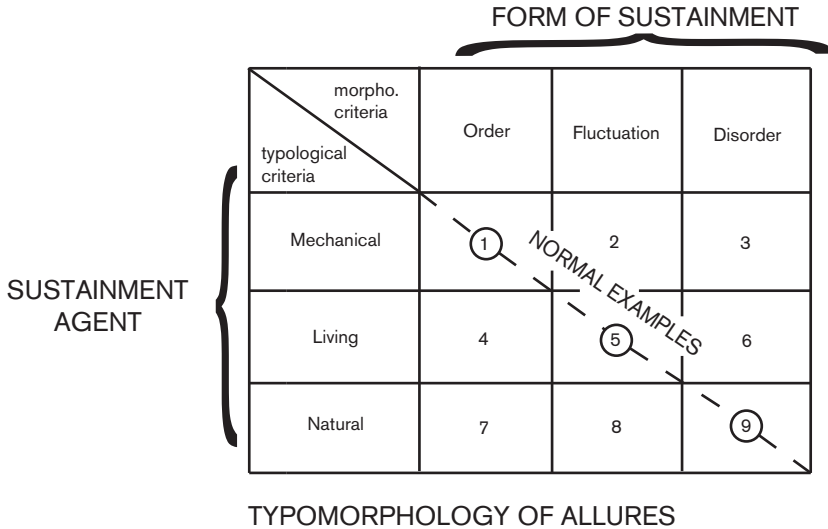 FORM OF SUSTAINMENT
morpho.
criteria
typological
criteria
Order
Fluctuation
Disorder
SUSTAINMENT
AGENT
Mechanical
1
2
3
NORMAL EXAMPLES
Living
4
5
6
Natural
7
8
9
TYPOMORPHOLOGY OF ALLURES